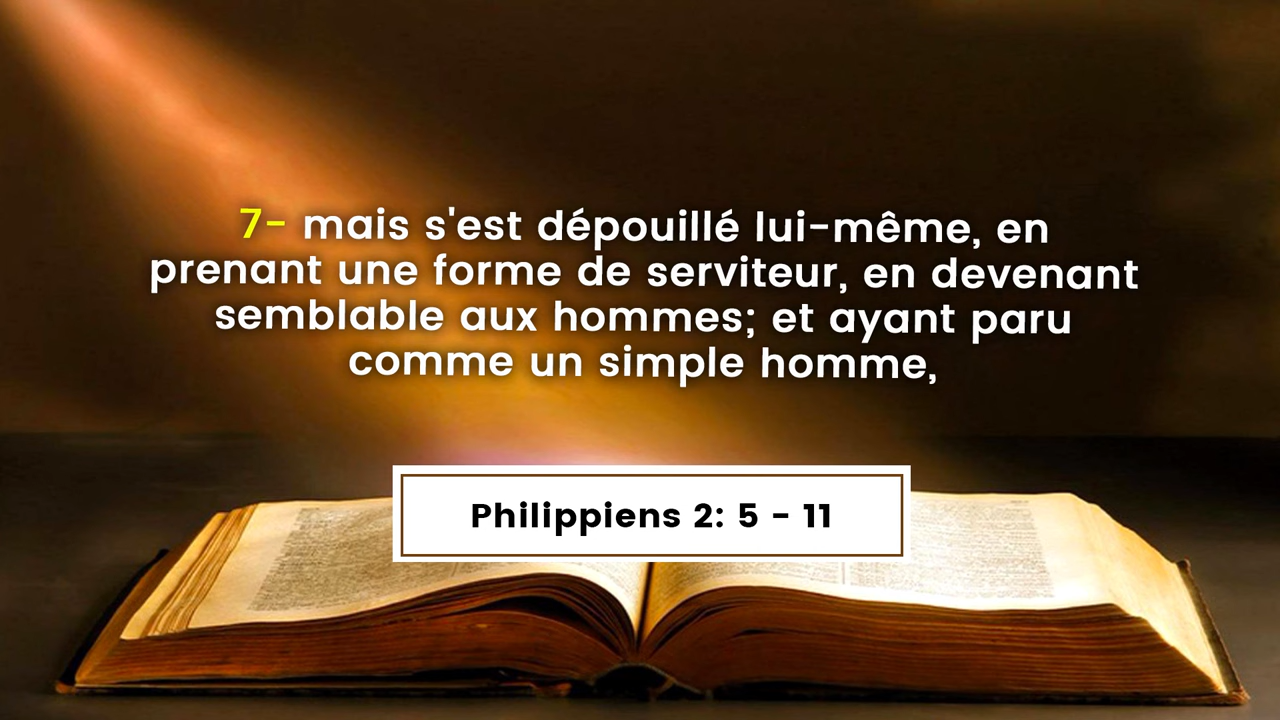 7- mais s'est dépouillé lui-même, en
prenant une forme de serviteur, en devenant
semblable aux hommes; et ayant paru
comme un simple homme,
Philippiens 2: 5 - 11